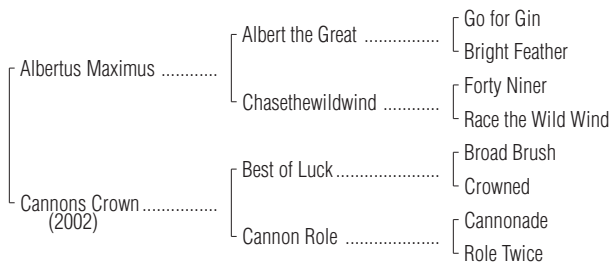 Go for Gin
Albert the Great ..................
Bright Feather
Albertus Maximus ............
Forty Niner
Chasethewildwind ............
Race the Wild Wind
Broad Brush
Best of Luck......................
Crowned
Cannons Crown................
(2002)
Cannonade
Cannon Role ......................
Role Twice